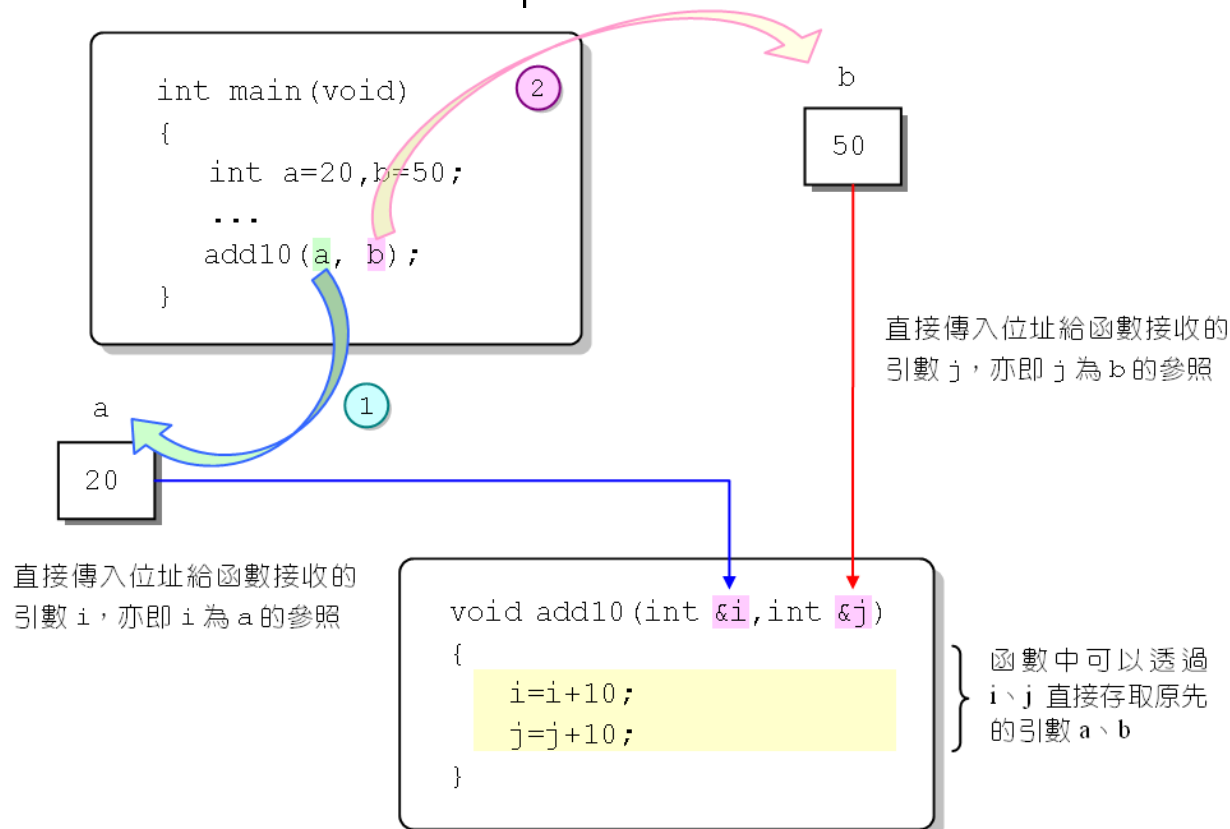 int main(void)
{
int a=20,b=50;
...
add10(a, b);
}
2
b
50
直接傳入位址給函數接收的
引數 j，亦即 j 為 b 的參照
1
a
20
直接傳入位址給函數接收的
引數 i，亦即 i 為 a 的參照
void add10(int &i,int &j)
{
i=i+10;
j=j+10;
}
函數中可以透過
i、j 直接存取原先
的引數 a、b